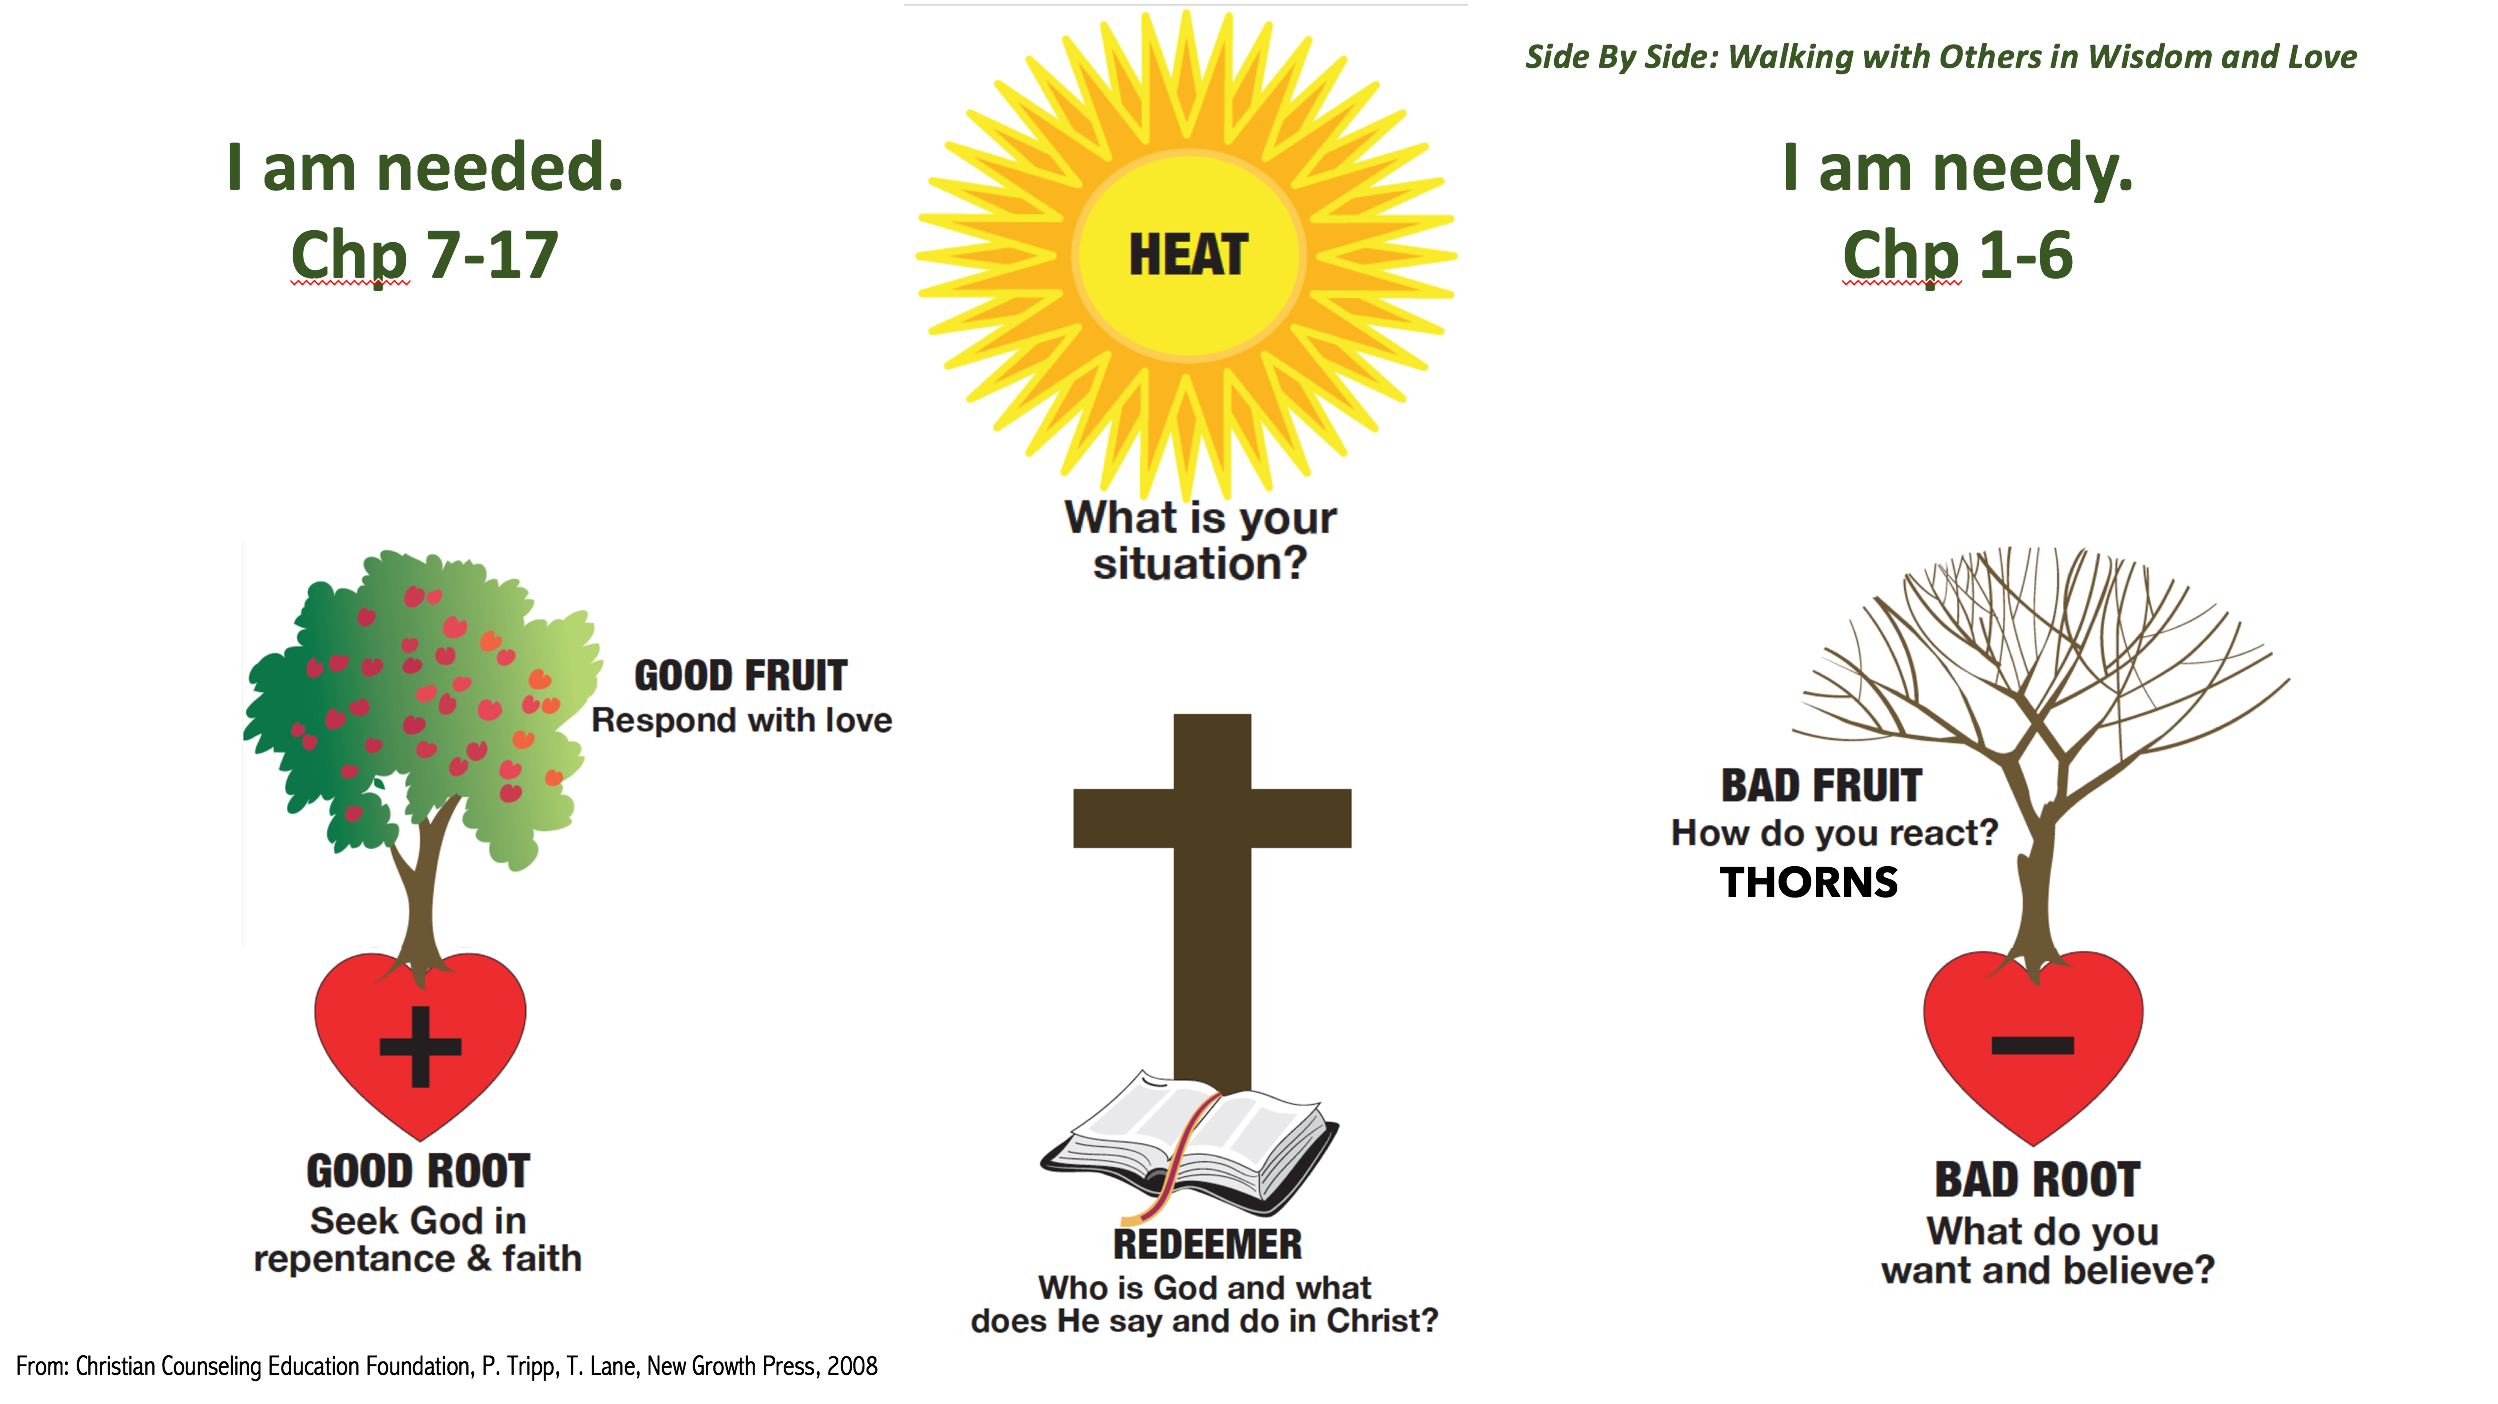 Side By Side: Walking with Others in Wisdom and Love
I am needed.
Chp 7-17
HEAT
I am needy.
Chp 1-6
What is your
situation?
GOOD FRUIT
Respond with love
BAD FRUIT
How do you react?
THORNS
+
−
GOOD ROOT
Seek God in
repentance & faith
REDEEMER
Who is God and what
does He say and do in Christ?
BAD ROOT
What do you
want and believe?
From: Christian Counseling Education Foundation, P. Tripp, T. Lane, New Growth Press, 2008